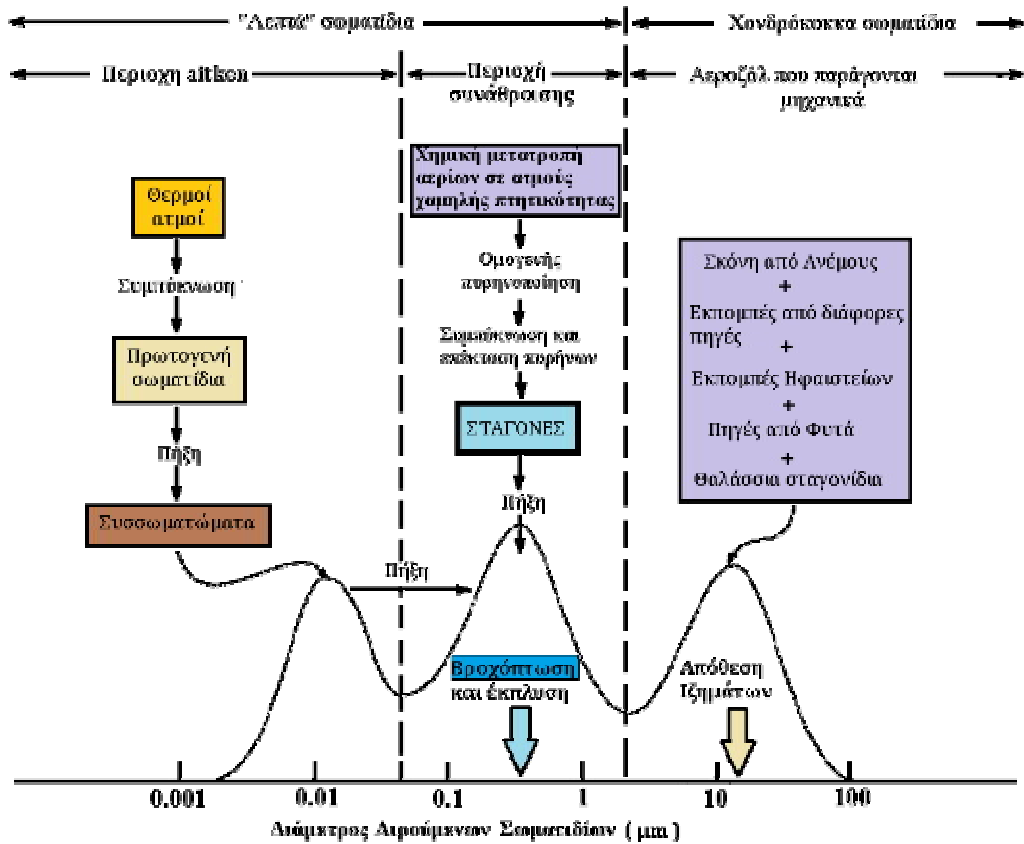 "Λεπτά" σωματίδια
Χονδρόκοκκα σωματίδια
Περιοχη aitken
Περιοχή
συνάθροισης
Αεροζόλ που παράγονται
μηχανικά
Θερμοί
ατμοί
Συμπύκνωση
Πρωτογενή
σωματίδια
Πήξη
Συσσωματώματα
Χημική μετατροπή
αερίων σε ατμούς
χαμηλής πτητικότητας
Ομογενής
πυρηνοποίηση
Συμπύκνωση και
επέκταση πυρήνων
ΣΤΑΓΟΝΕΣ
Πήξη
Πήξη
Σκόνη από Ανέμους
+
Εκπομπές από διάφορες
πηγές
+
Εκπομπές Ηφαιστείων
+
Πηγές από Φυτά
+
Θαλάσσια σταγονίδια
Βροχόπτωση
και έκπλυση
Απόθεση
Ιζημάτων
0.001 0.01 0.1 1 10 100
Διάμετρος Αιρούμενων Σωματιδίων ( μm )